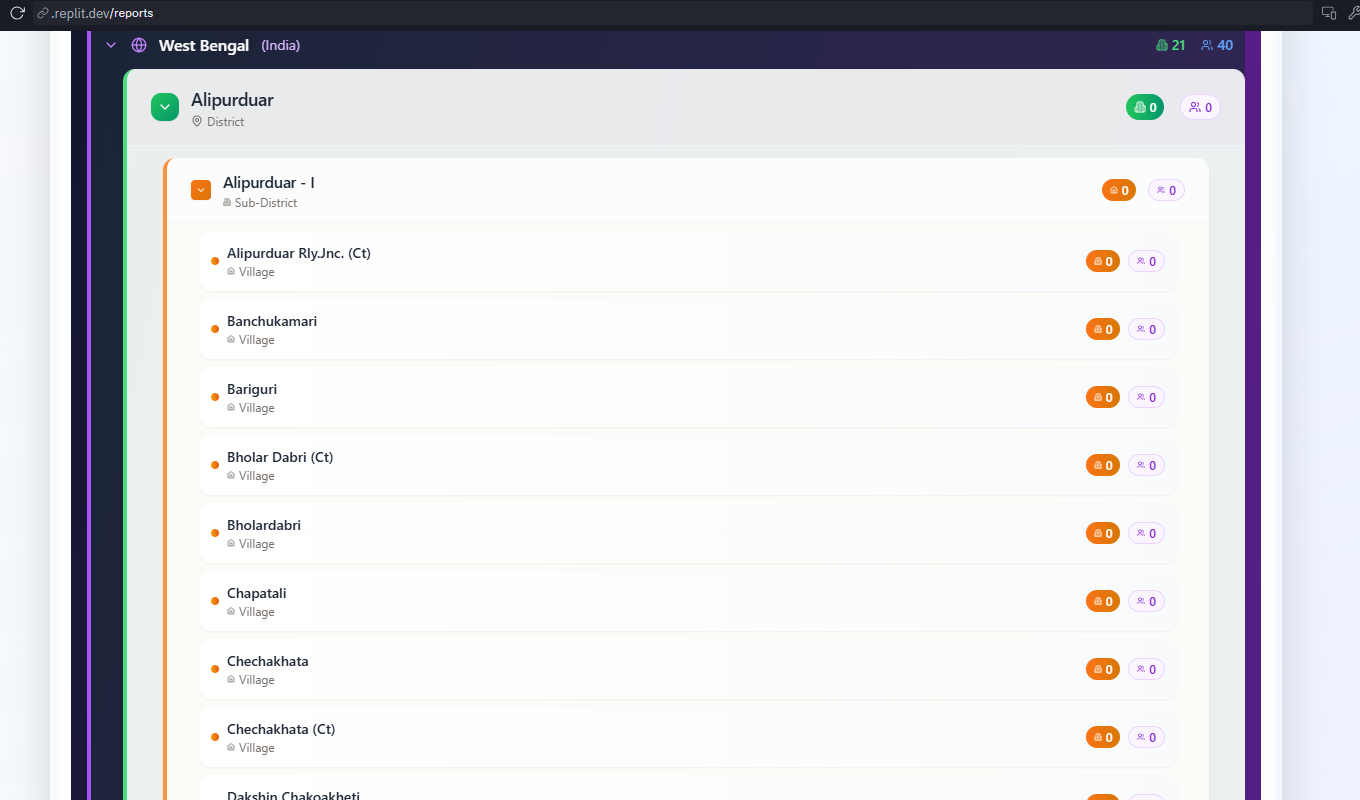 .replit.dev/reports
West Bengal (India) 21 40
Alipurduar
District
0 0
Alipurduar - I
Sub-District
0 0
Alipurduar Rly.Jnc. (Ct)
Village
0 0
Banchukamari
Village
0 0
Bariguri
Village
0 0
Bholar Dabri (Ct)
Village
0 0
Bholardabri
Village
0 0
Chapatali
Village
0 0
Chechakhata
Village
0 0
Chechakhata (Ct)
Village
0 0
Dakshin Chakoakheti